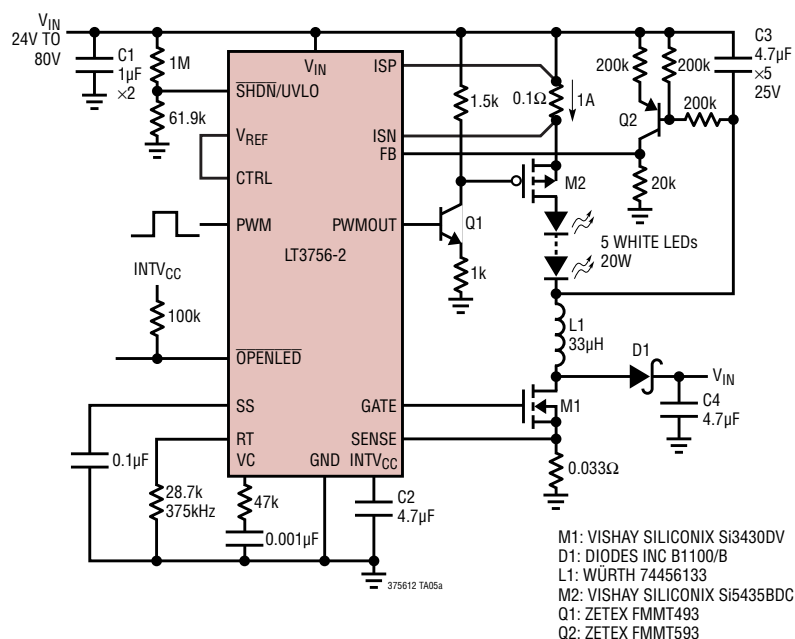 VIN
24V TO
80V
C1
1µF
×2
1M
61.9k
VIN
SHDN/UVLO
VREF
CTRL
PWM
INTVCC
100k
OPENLED
SS
RT
VC
GND
INTVCC
LT3756-2
ISP
ISN
FB
PWMOUT
GATE
SENSE
0.1µF
28.7k
375kHz
47k
0.001µF
C2
4.7µF
1.5k
Q1
1k
0.1Ω
1A
M2
200k
200k
Q2
200k
20k
C3
4.7µF
×5
25V
5 WHITE LEDs
20W
L1
33µH
D1
VIN
C4
4.7µF
M1
0.033Ω
375612 TA05a
M1: VISHAY SILICONIX Si3430DV
D1: DIODES INC B1100/B
L1: WÜRTH 74456133
M2: VISHAY SILICONIX Si5435BDC
Q1: ZETEX FMMT493
Q2: ZETEX FMMT593